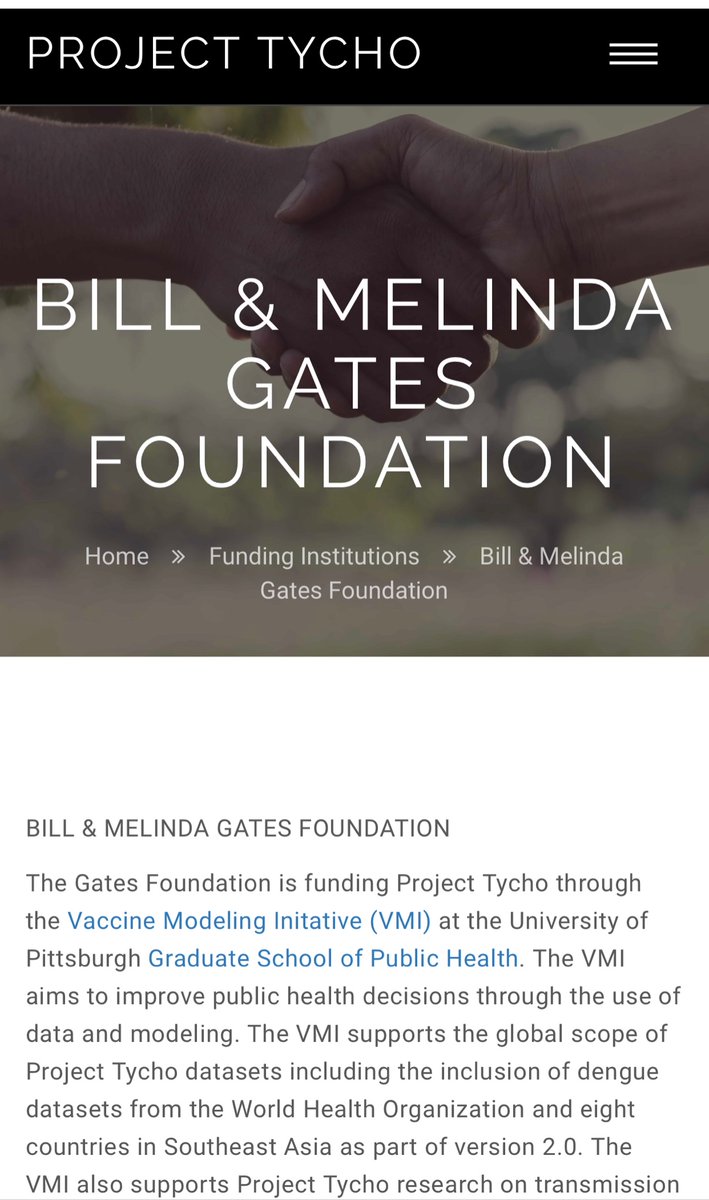 PROJECT TYCHO
BILL & MELINDA
GATES
FOUNDATION
Home » Funding Institutions » Bill & Melinda
Gates Foundation
BILL & MELINDA GATES FOUNDATION
The Gates Foundation is funding Project Tycho through
the Vaccine Modeling Initative (VMI) at the University of
Pittsburgh Graduate School of Public Health. The VMI
aims to improve public health decisions through the use of
data and modeling. The VMI supports the global scope of
Project Tycho datasets including the inclusion of dengue
datasets from the World Health Organization and eight
countries in Southeast Asia as part of version 2.0. The
VMI also supports Project Tycho research on transmission